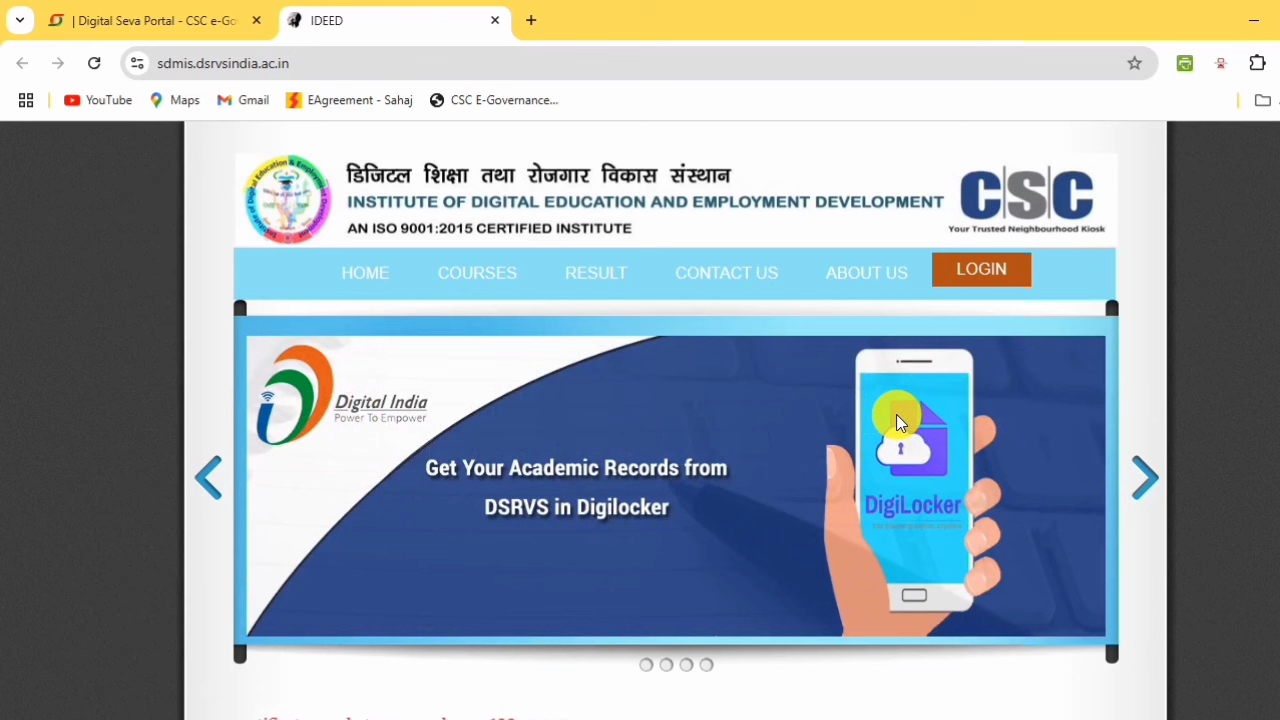 | Digital Seva Portal - CSC e-Go
IDEED
sdmis.dsrvsindia.ac.in
YouTube
Maps
Gmail
EAgreement - Sahaj
CSC E-Governance...
डिजिटल शिक्षा तथा रोजगार विकास संस्थान
INSTITUTE OF DIGITAL EDUCATION AND EMPLOYMENT DEVELOPMENT
AN ISO 9001:2015 CERTIFIED INSTITUTE
CSC
Your Trusted Neighbourhood Kiosk
HOME
COURSES
RESULT
CONTACT US
ABOUT US
LOGIN
Digital India
Power To Empower
Get Your Academic Records from
DSRVS in Digilocker
DigiLocker